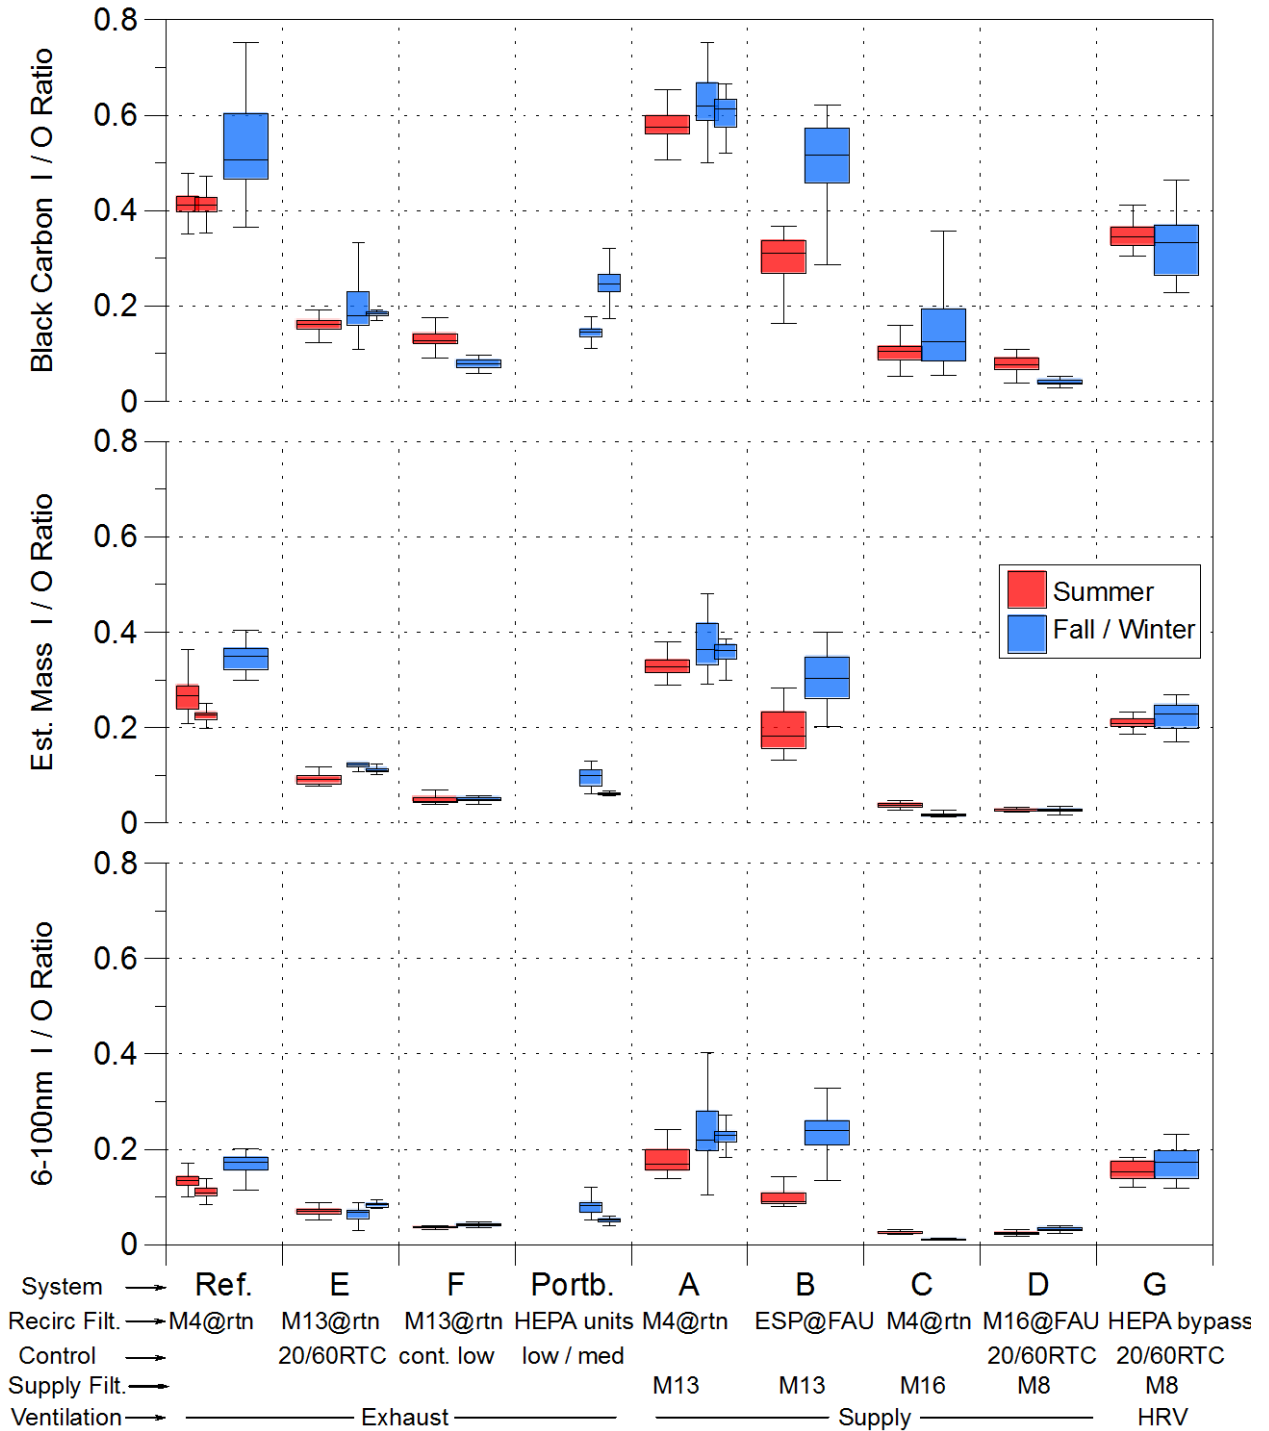 Black Carbon I / O Ratio
0.8
0.6
0.4
0.2
0
Est. Mass I / O Ratio
0.8
0.6
0.4
0.2
0
Summer
Fall / Winter
6-100nm I / O Ratio
0.8
0.6
0.4
0.2
0
System Ref. E F Portb. A B C D G
Recirc Filt. M4@rtn M13@rtn M13@rtn HEPA units M4@rtn ESP@FAU M4@rtn M16@FAU HEPA bypass
Control 20/60RTC cont. low low / med 20/60RTC 20/60RTC
Supply Filt. M13 M13 M16 M8 M8
Ventilation Exhaust Supply HRV